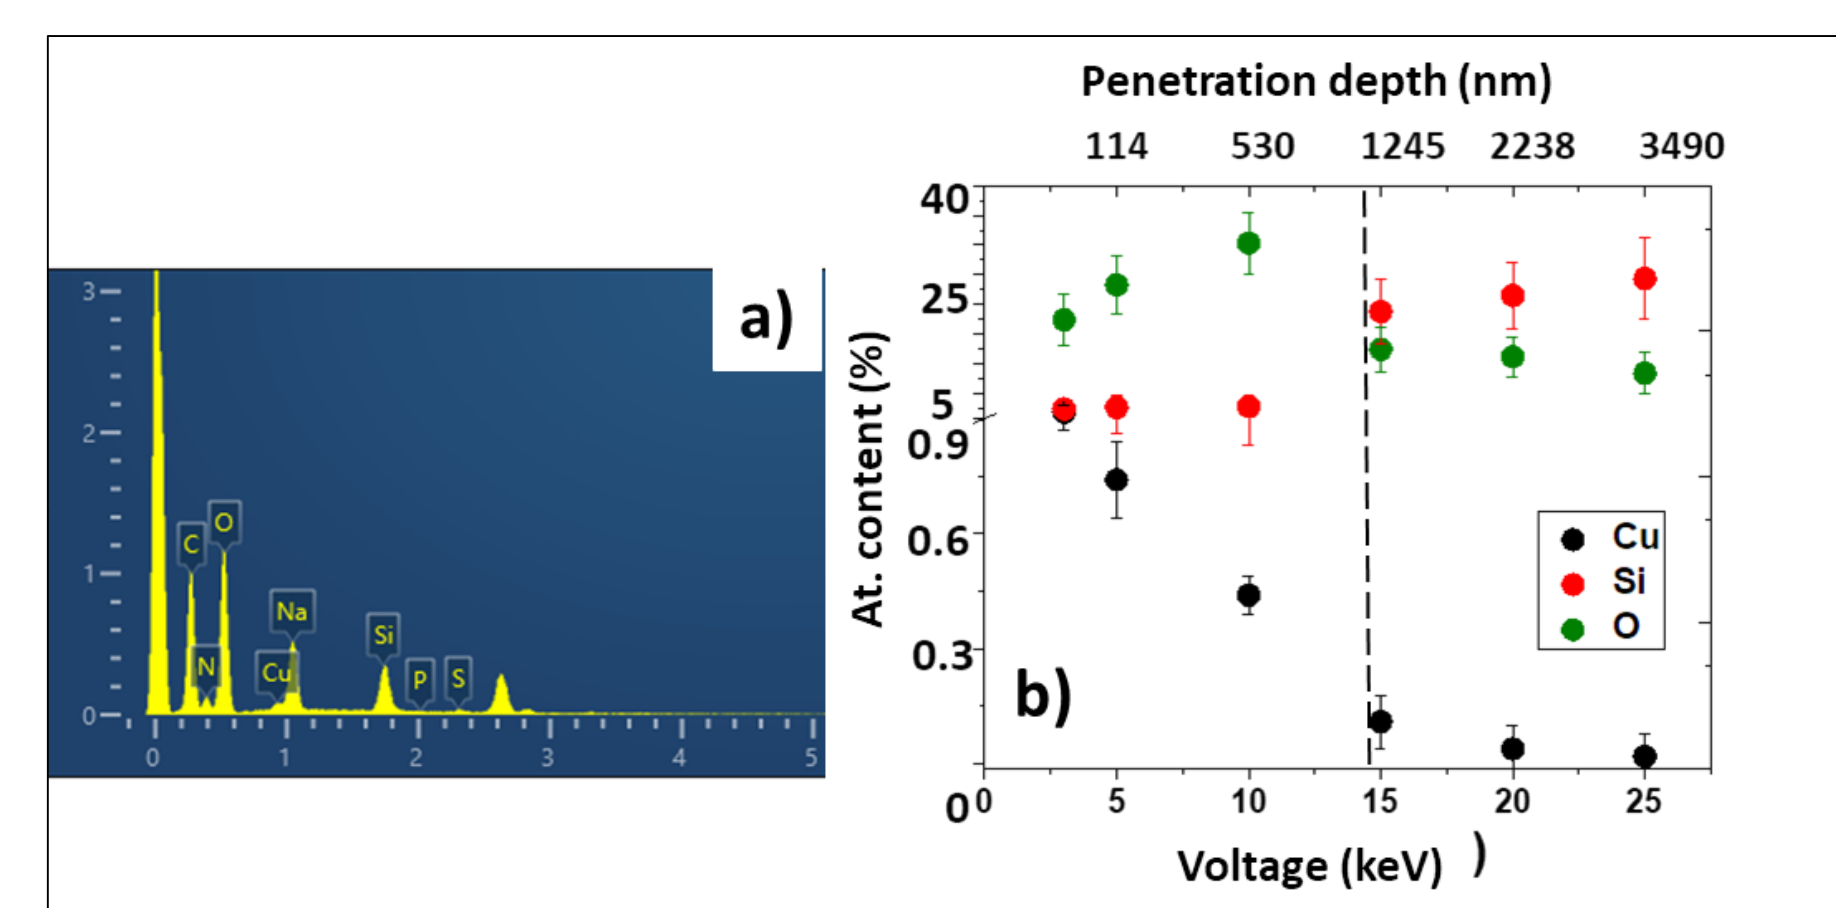 a)
3
2
1
0
C
O
N
Cu
Na
Si
P
S
0 1 2 3 4 5
Penetration depth (nm)
114 530 1245 2238 3490
At. content (%)
40
25
5
0.9
0.6
0.3
0
b)
Cu
Si
O
0 5 10 15 20 25
Voltage (keV) )